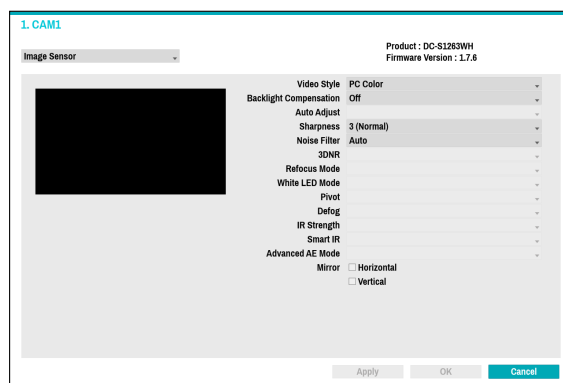 1. CAM1
Product : DC-S1263WH
Image Sensor
Firmware Version : 1.7.6
Video Style PC Color
Backlight Compensation Off
Auto Adjust
Sharpness 3 (Normal)
Noise Filter Auto
3DNR
Refocus Mode
White LED Mode
Pivot
Defog
IR Strength
Smart IR
Advanced AE Mode
Mirror Horizontal
Vertical
Apply OK Cancel